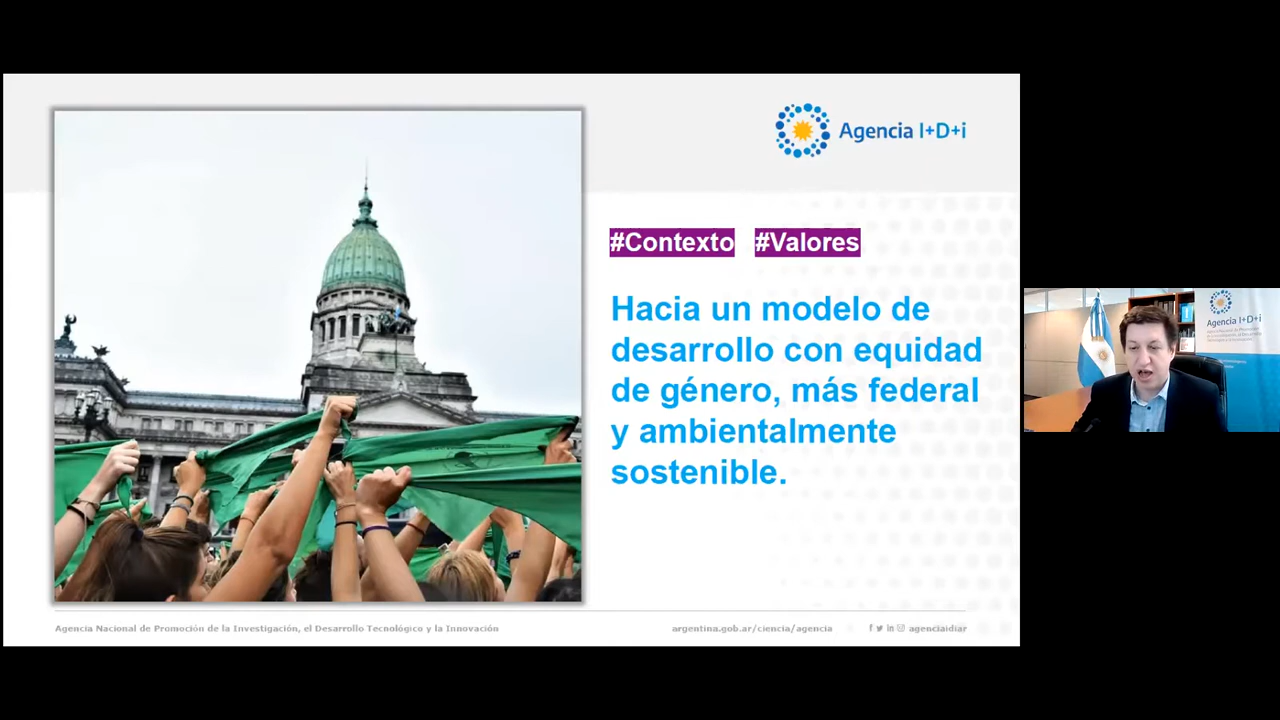 Agencia I+D+i
#Contexto #Valores
Hacia un modelo de
desarrollo con equidad
de género, más federal
y ambientalmente
sostenible.
Agencia Nacional de Promoción de la Investigación, el Desarrollo Tecnológico y la Innovación
argentina.gob.ar/ciencia/agencia
agenciaidiar
Agencia I+D+i